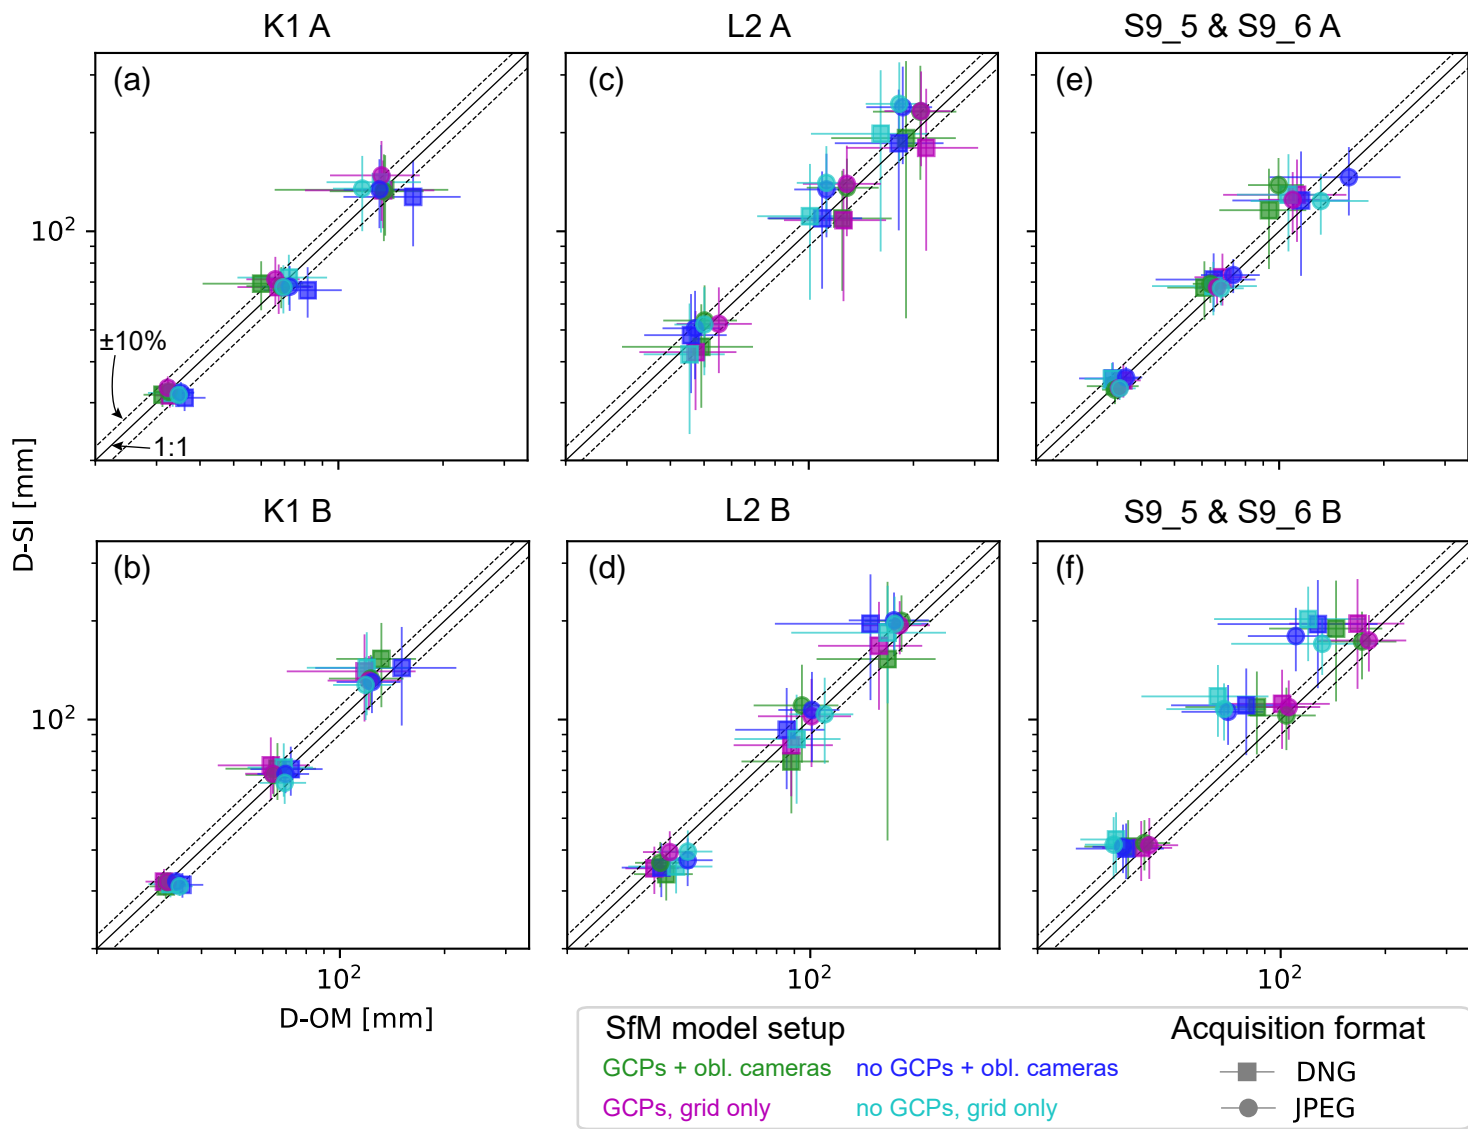 K1 A
L2 A
S9_5 & S9_6 A
(a)
(c)
(e)
10²
±10%
1:1
D-SI [mm]
K1 B
L2 B
S9_5 & S9_6 B
(b)
(d)
(f)
10²
10²
10²
10²
D-OM [mm]
SfM model setup
Acquisition format
GCPs + obl. cameras
no GCPs + obl. cameras
DNG
GCPs, grid only
no GCPs, grid only
JPEG